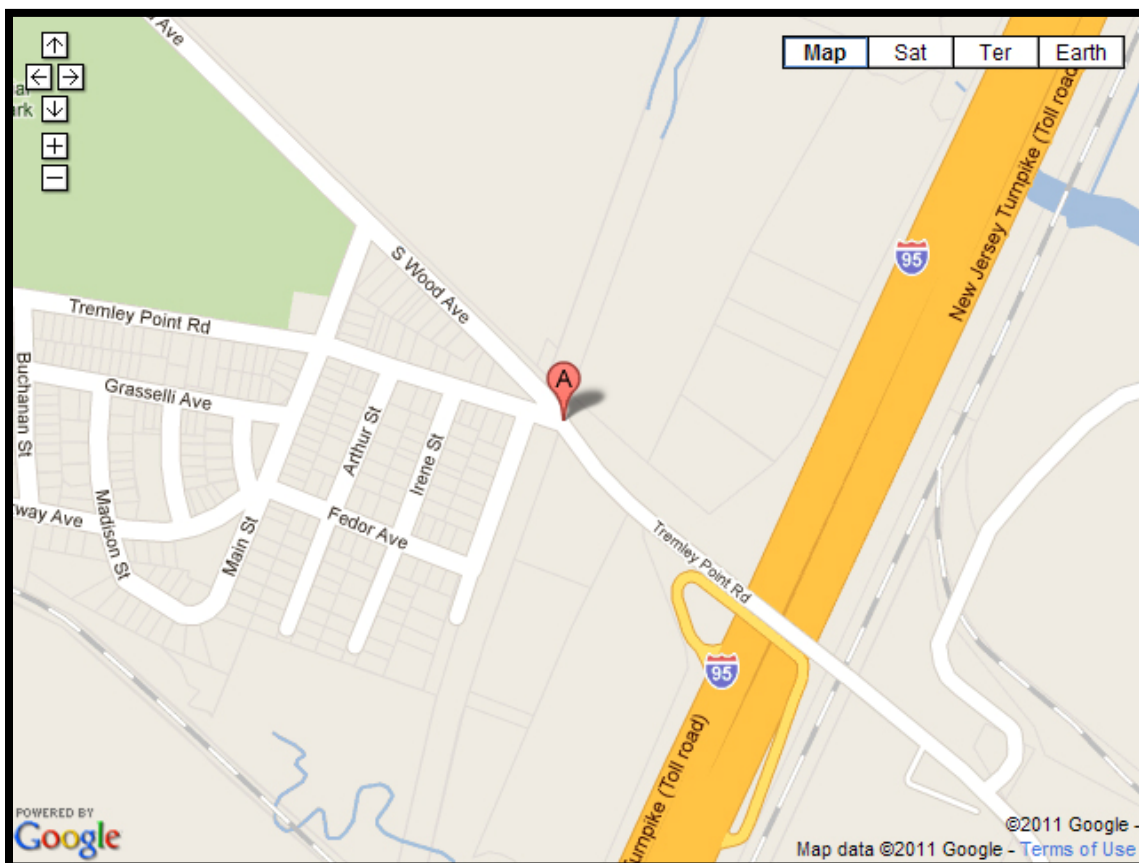 Ave
Map
Sat
Ter
Earth
ark
New Jersey Turnpike (Toll road)
95
S Wood Ave
Tremley Point Rd
Buchanan St
Grasselli Ave
A
Arthur St
Irene St
way Ave
Madison St
Main St
Fedor Ave
Tremley Point Rd
95
Turnpike (Toll road)
POWERED BY
Google
©2011 Google -
Map data ©2011 Google - Terms of Use